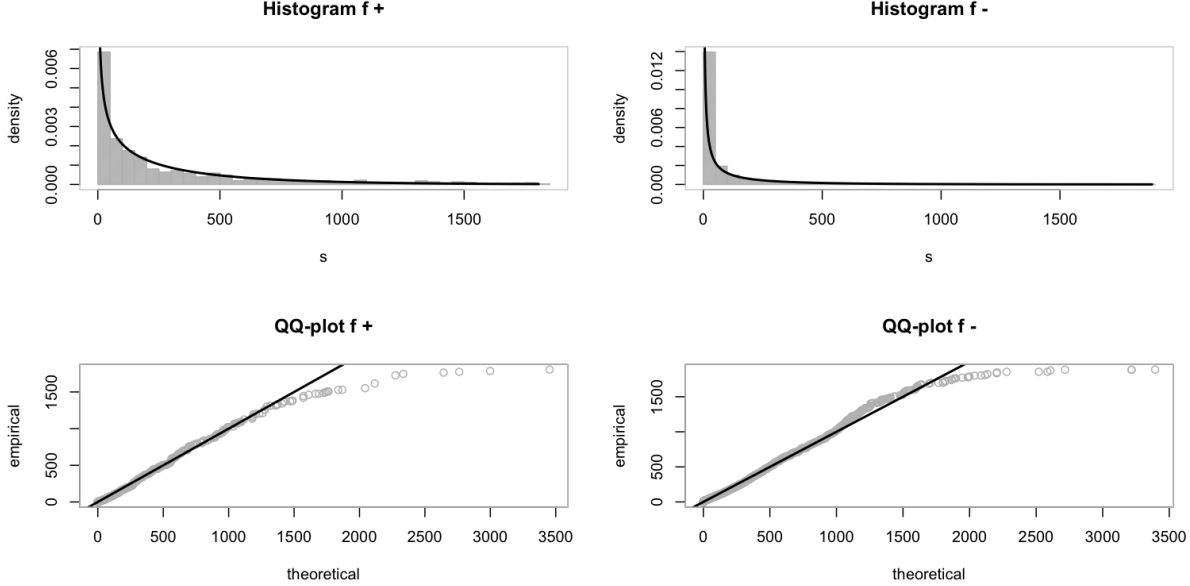 Histogram f +
density
0.000 0.003 0.006
0 500 1000 1500
s
Histogram f -
density
0.000 0.006 0.012
0 500 1000 1500
s
QQ-plot f +
empirical
0 500 1500
0 500 1000 1500 2000 2500 3000 3500
theoretical
QQ-plot f -
empirical
0 500 1500
0 500 1000 1500 2000 2500 3000 3500
theoretical